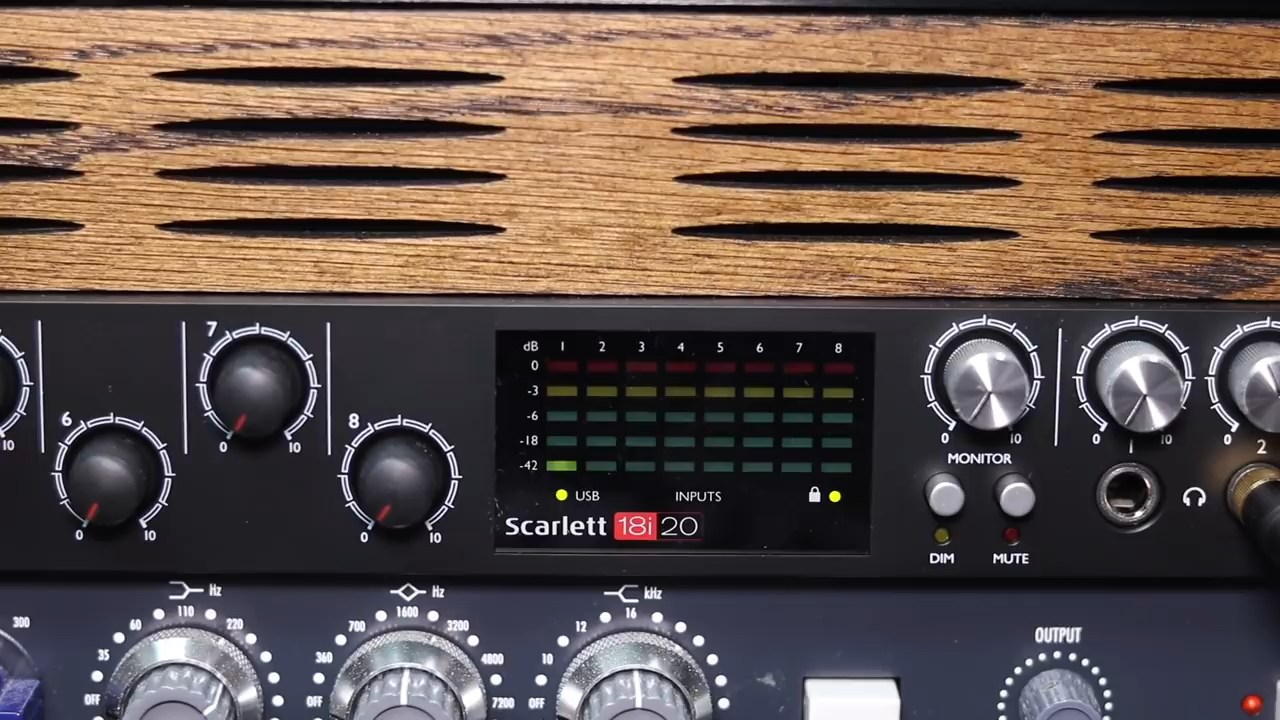 7
6
8
0 10
0 10
0 10
10
dB 1 2 3 4 5 6 7 8
0
-3
-6
-18
-42
USB INPUTS
Scarlett 18i20
0 10
MONITOR
DIM MUTE
0 10
1
0
2
300
Hz
35 60 110 220
OFF
Hz
360 700 1600 3200 4800 7200
OFF
kHz
10 12 16
OFF
OUTPUT